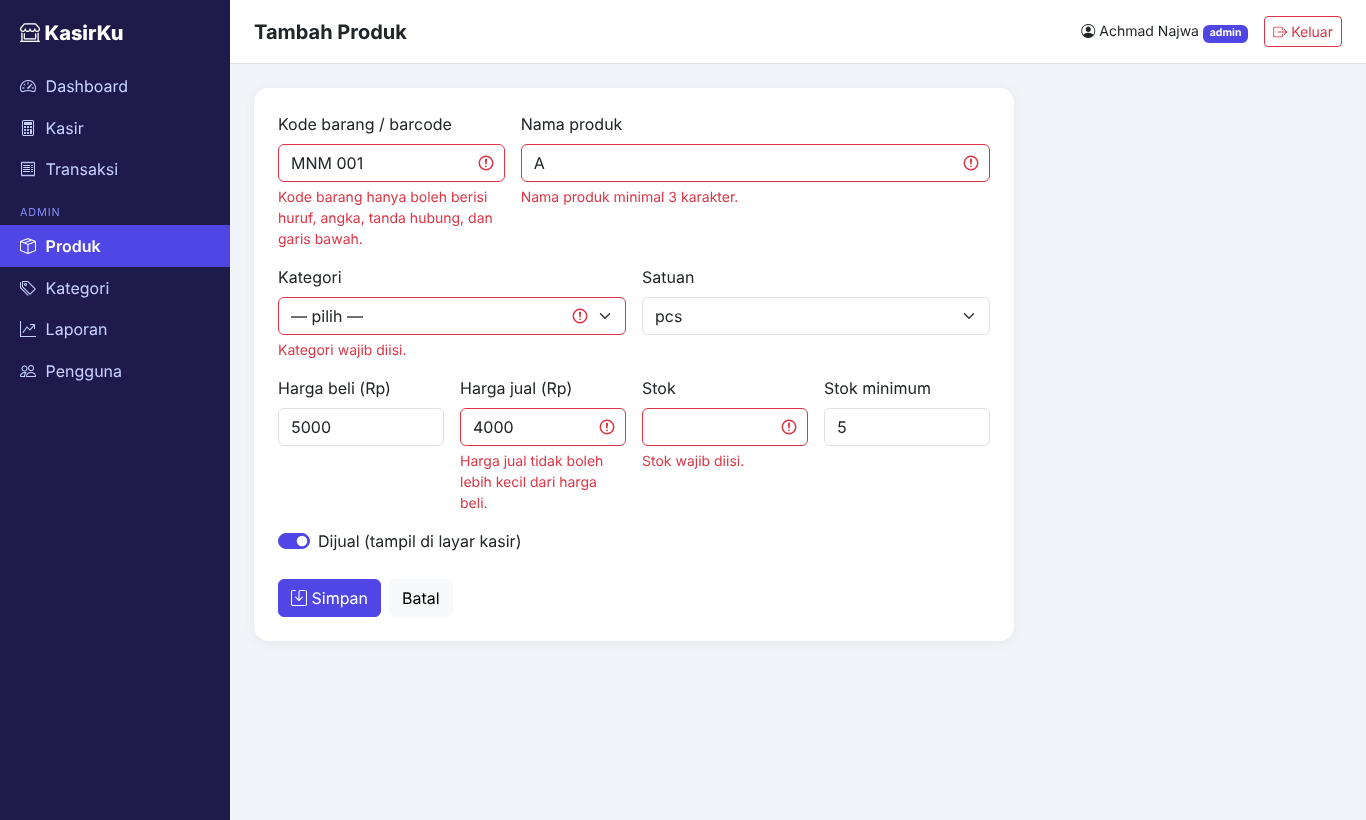 KasirKu
Dashboard
Kasir
Transaksi
ADMIN
Produk
Kategori
Laporan
Pengguna
Tambah Produk
Achmad Najwa admin
Keluar
Kode barang / barcode
MNM 001
Kode barang hanya boleh berisi
huruf, angka, tanda hubung, dan
garis bawah.
Nama produk
A
Nama produk minimal 3 karakter.
Kategori
— pilih —
Kategori wajib diisi.
Satuan
pcs
Harga beli (Rp)
5000
Harga jual (Rp)
4000
Harga jual tidak boleh
lebih kecil dari harga
beli.
Stok
Stok wajib diisi.
Stok minimum
5
Dijual (tampil di layar kasir)
Simpan
Batal